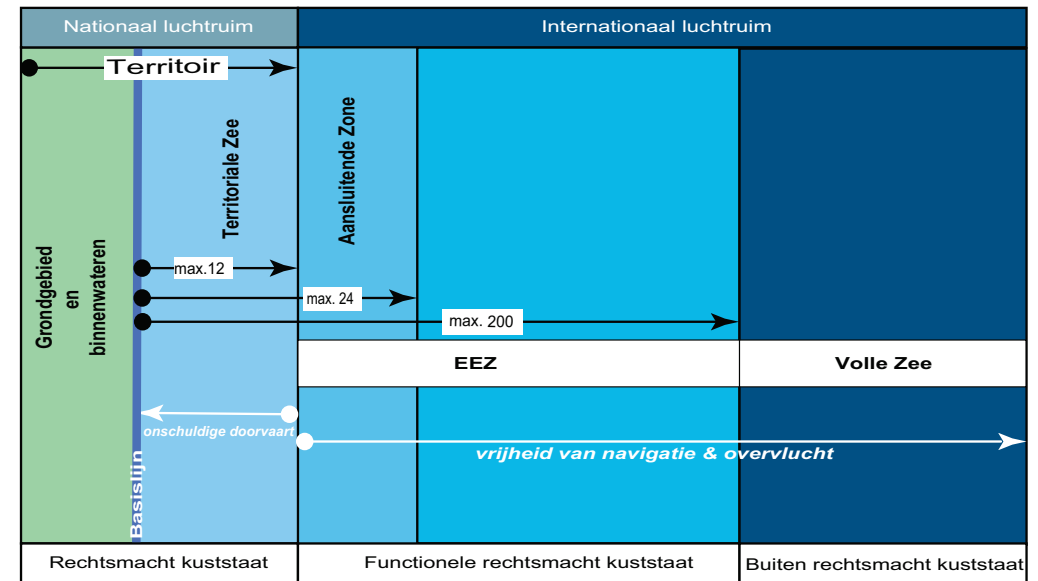 Nationaal luchtruim
Internationaal luchtruim
Territoir
Grondgebied
en
binnenwateren
Territoriale Zee
Aansluitende Zone
max.12
max. 24
max. 200
EEZ
Volle Zee
onschuldige doorvaart
vrijheid van navigatie & overvlucht
Basislijn
Rechtsmacht kuststaat
Functionele rechtsmacht kuststaat
Buiten rechtsmacht kuststaat